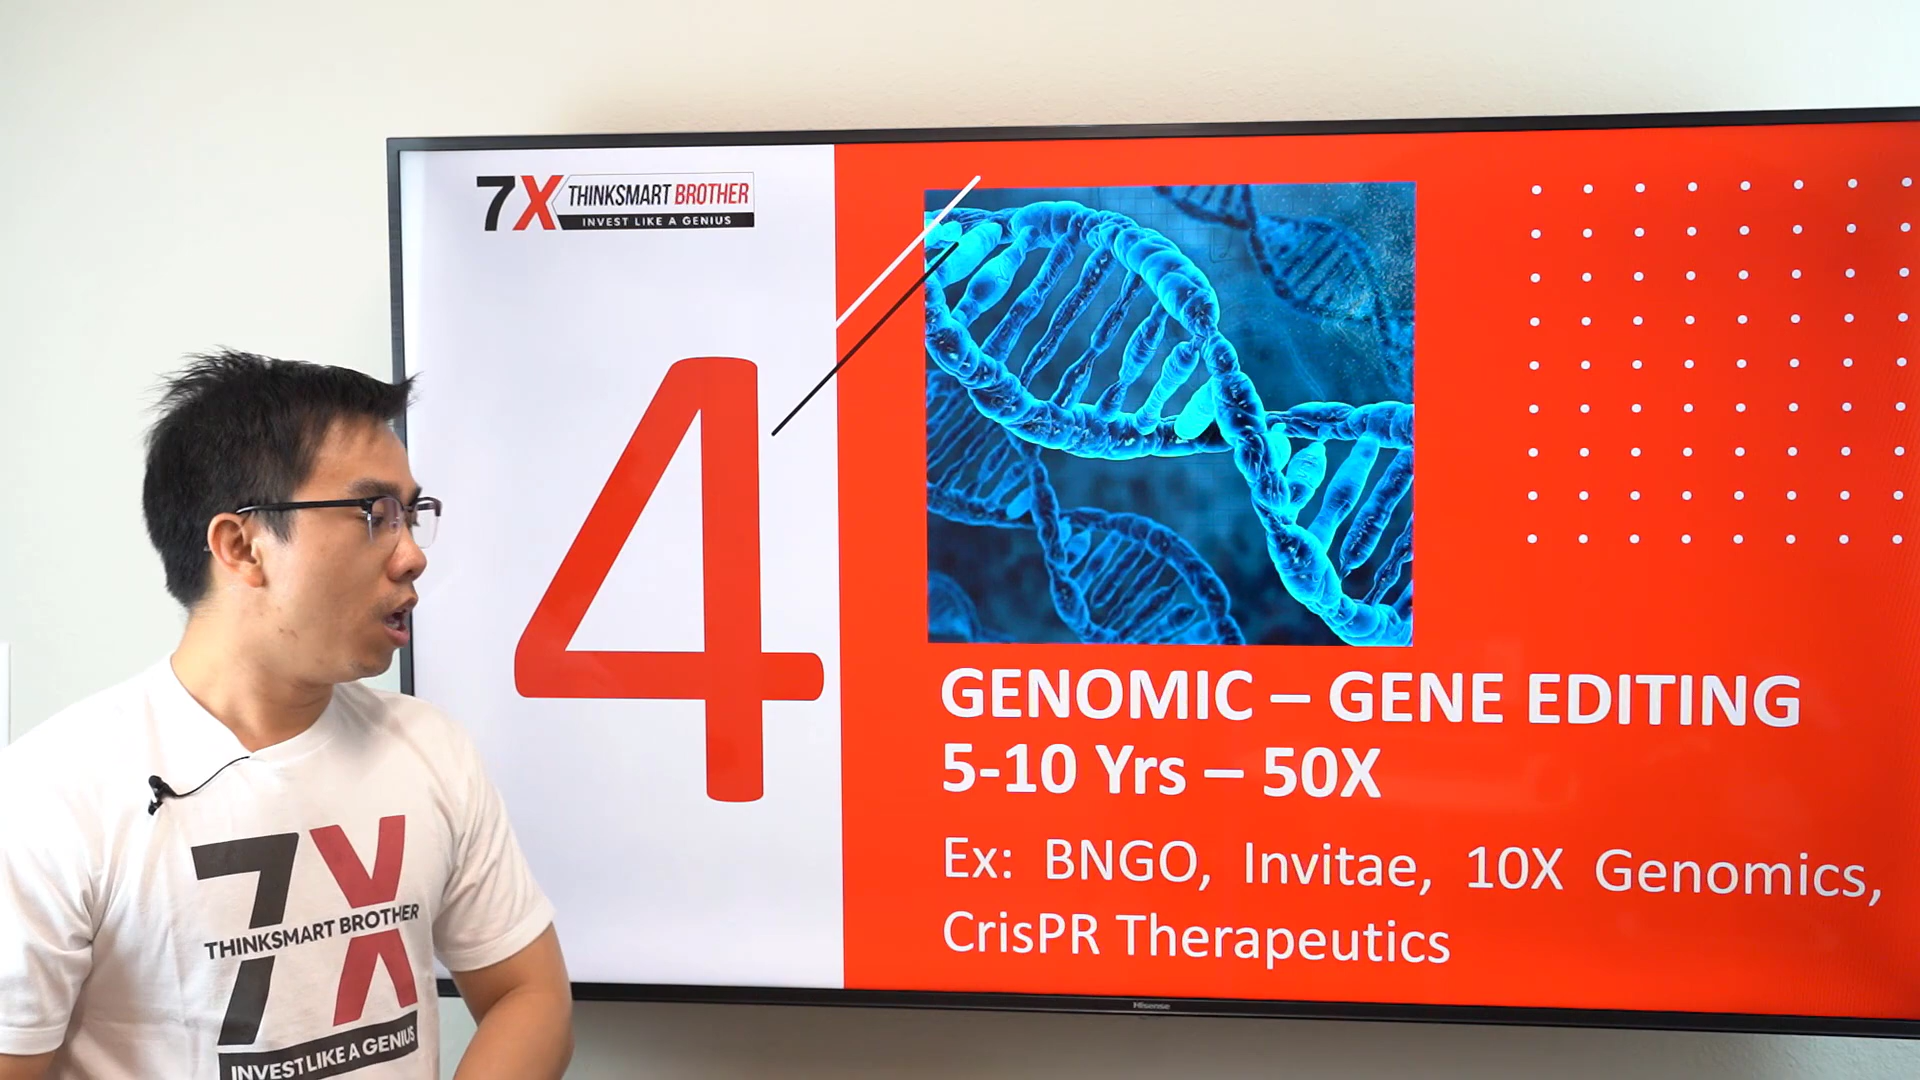 7X THINKSMART BROTHER
INVEST LIKE A GENIUS
4
GENOMIC – GENE EDITING
5-10 Yrs – 50X
Ex: BNGO, Invitae, 10X Genomics,
CrisPR Therapeutics
Hisense
7X
THINKSMART BROTHER
INVEST LIKE A GENIUS